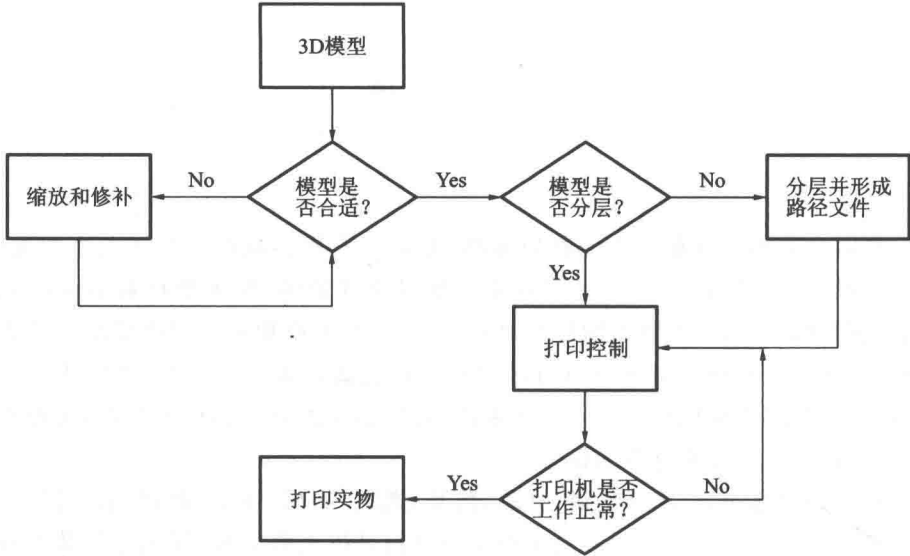 3D模型
缩放和修补
No
模型是
否合适?
Yes
模型是
否分层?
No
分层并形成
路径文件
Yes
打印控制
打印实物
Yes
打印机是否
工作正常?
No